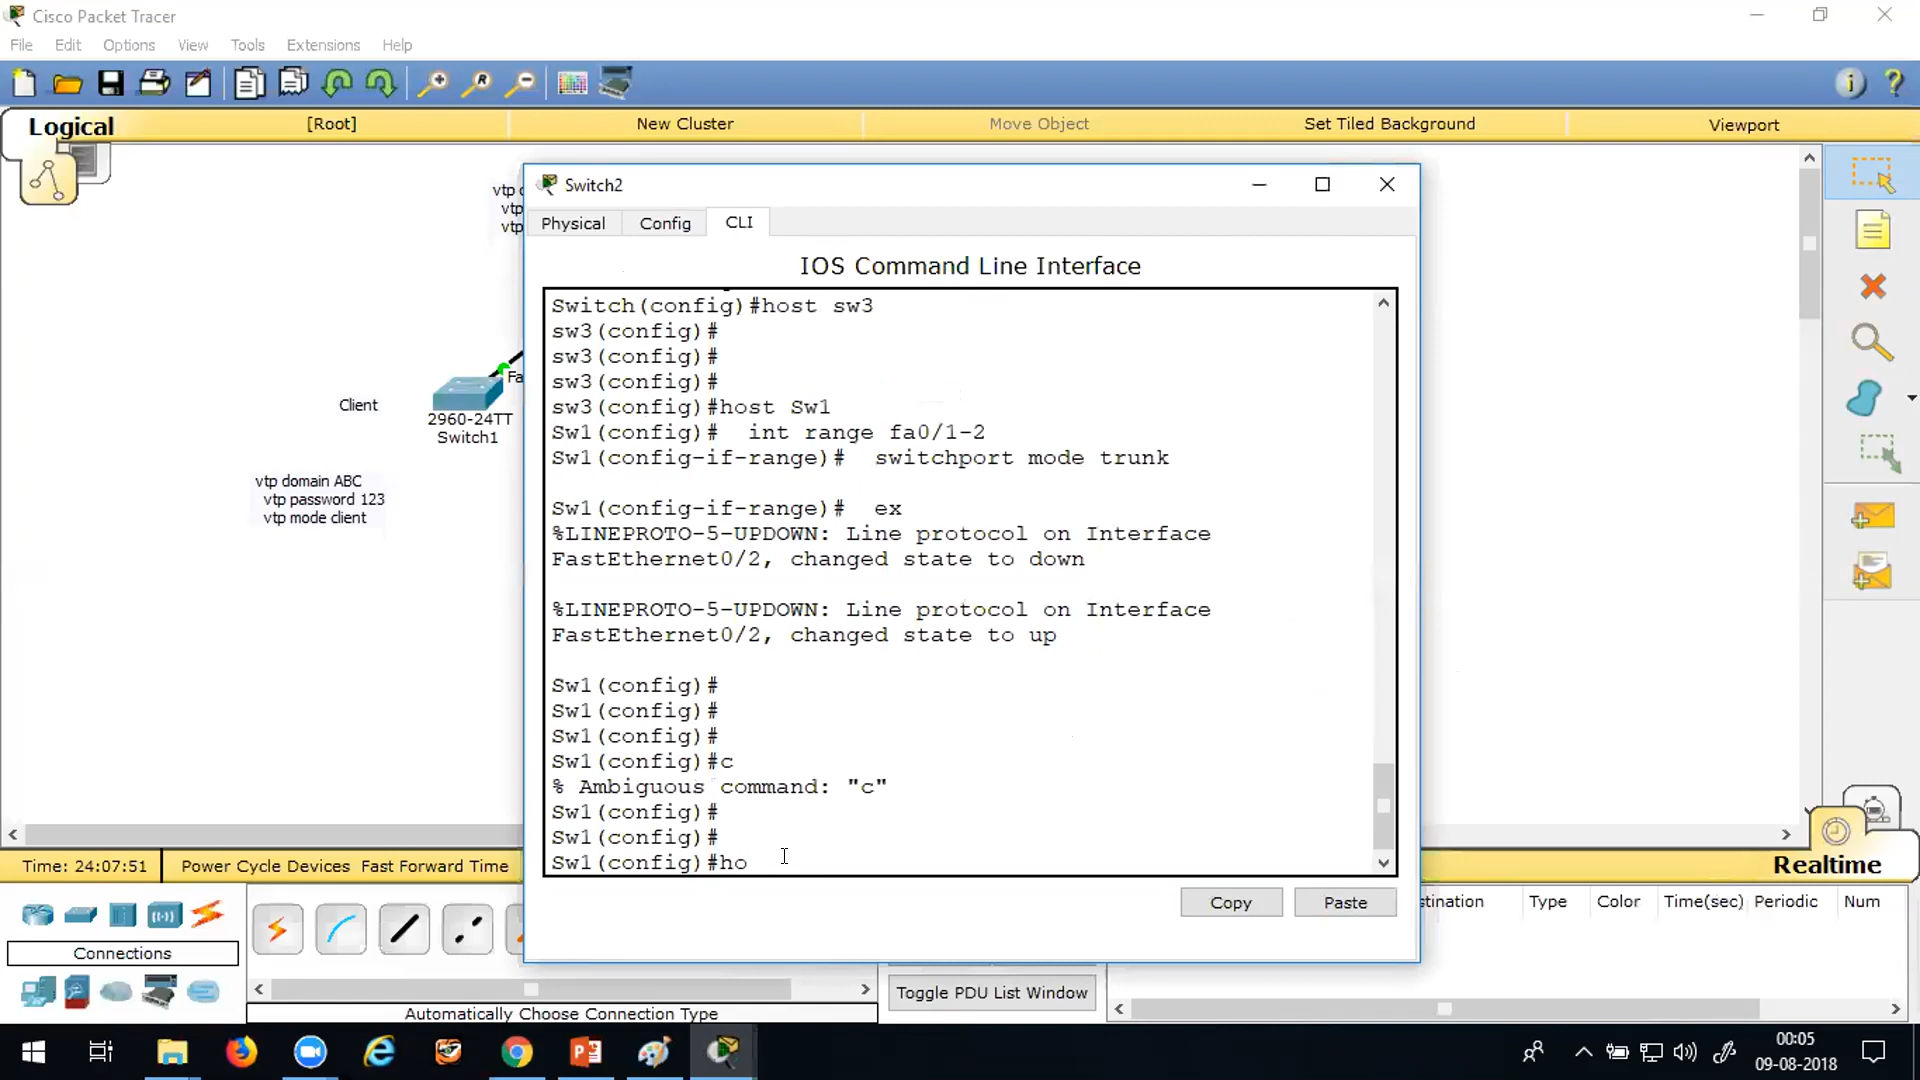 Cisco Packet Tracer
File Edit Options View Tools Extensions Help
Logical [Root] New Cluster Move Object Set Tiled Background Viewport
vtp
vtp
vtp
Switch2
Physical Config CLI
IOS Command Line Interface
Switch(config)#host sw3
sw3(config)#
sw3(config)#
sw3(config)#
sw3(config)#host Sw1
Sw1(config)#  int range fa0/1-2
Sw1(config-if-range)#  switchport mode trunk
Sw1(config-if-range)#  ex
%LINEPROTO-5-UPDOWN: Line protocol on Interface
FastEthernet0/2, changed state to down
%LINEPROTO-5-UPDOWN: Line protocol on Interface
FastEthernet0/2, changed state to up
Sw1(config)#
Sw1(config)#
Sw1(config)#
Sw1(config)#c
% Ambiguous command: "c"
Sw1(config)#
Sw1(config)#
Sw1(config)#ho
Copy Paste
Fa
Client
2960-24TT
Switch1
vtp domain ABC
vtp password 123
vtp mode client
Time: 24:07:51 Power Cycle Devices Fast Forward Time Realtime
Connections
Automatically Choose Connection Type
Toggle PDU List Window
stination Type Color Time(sec) Periodic Num
00:05
09-08-2018